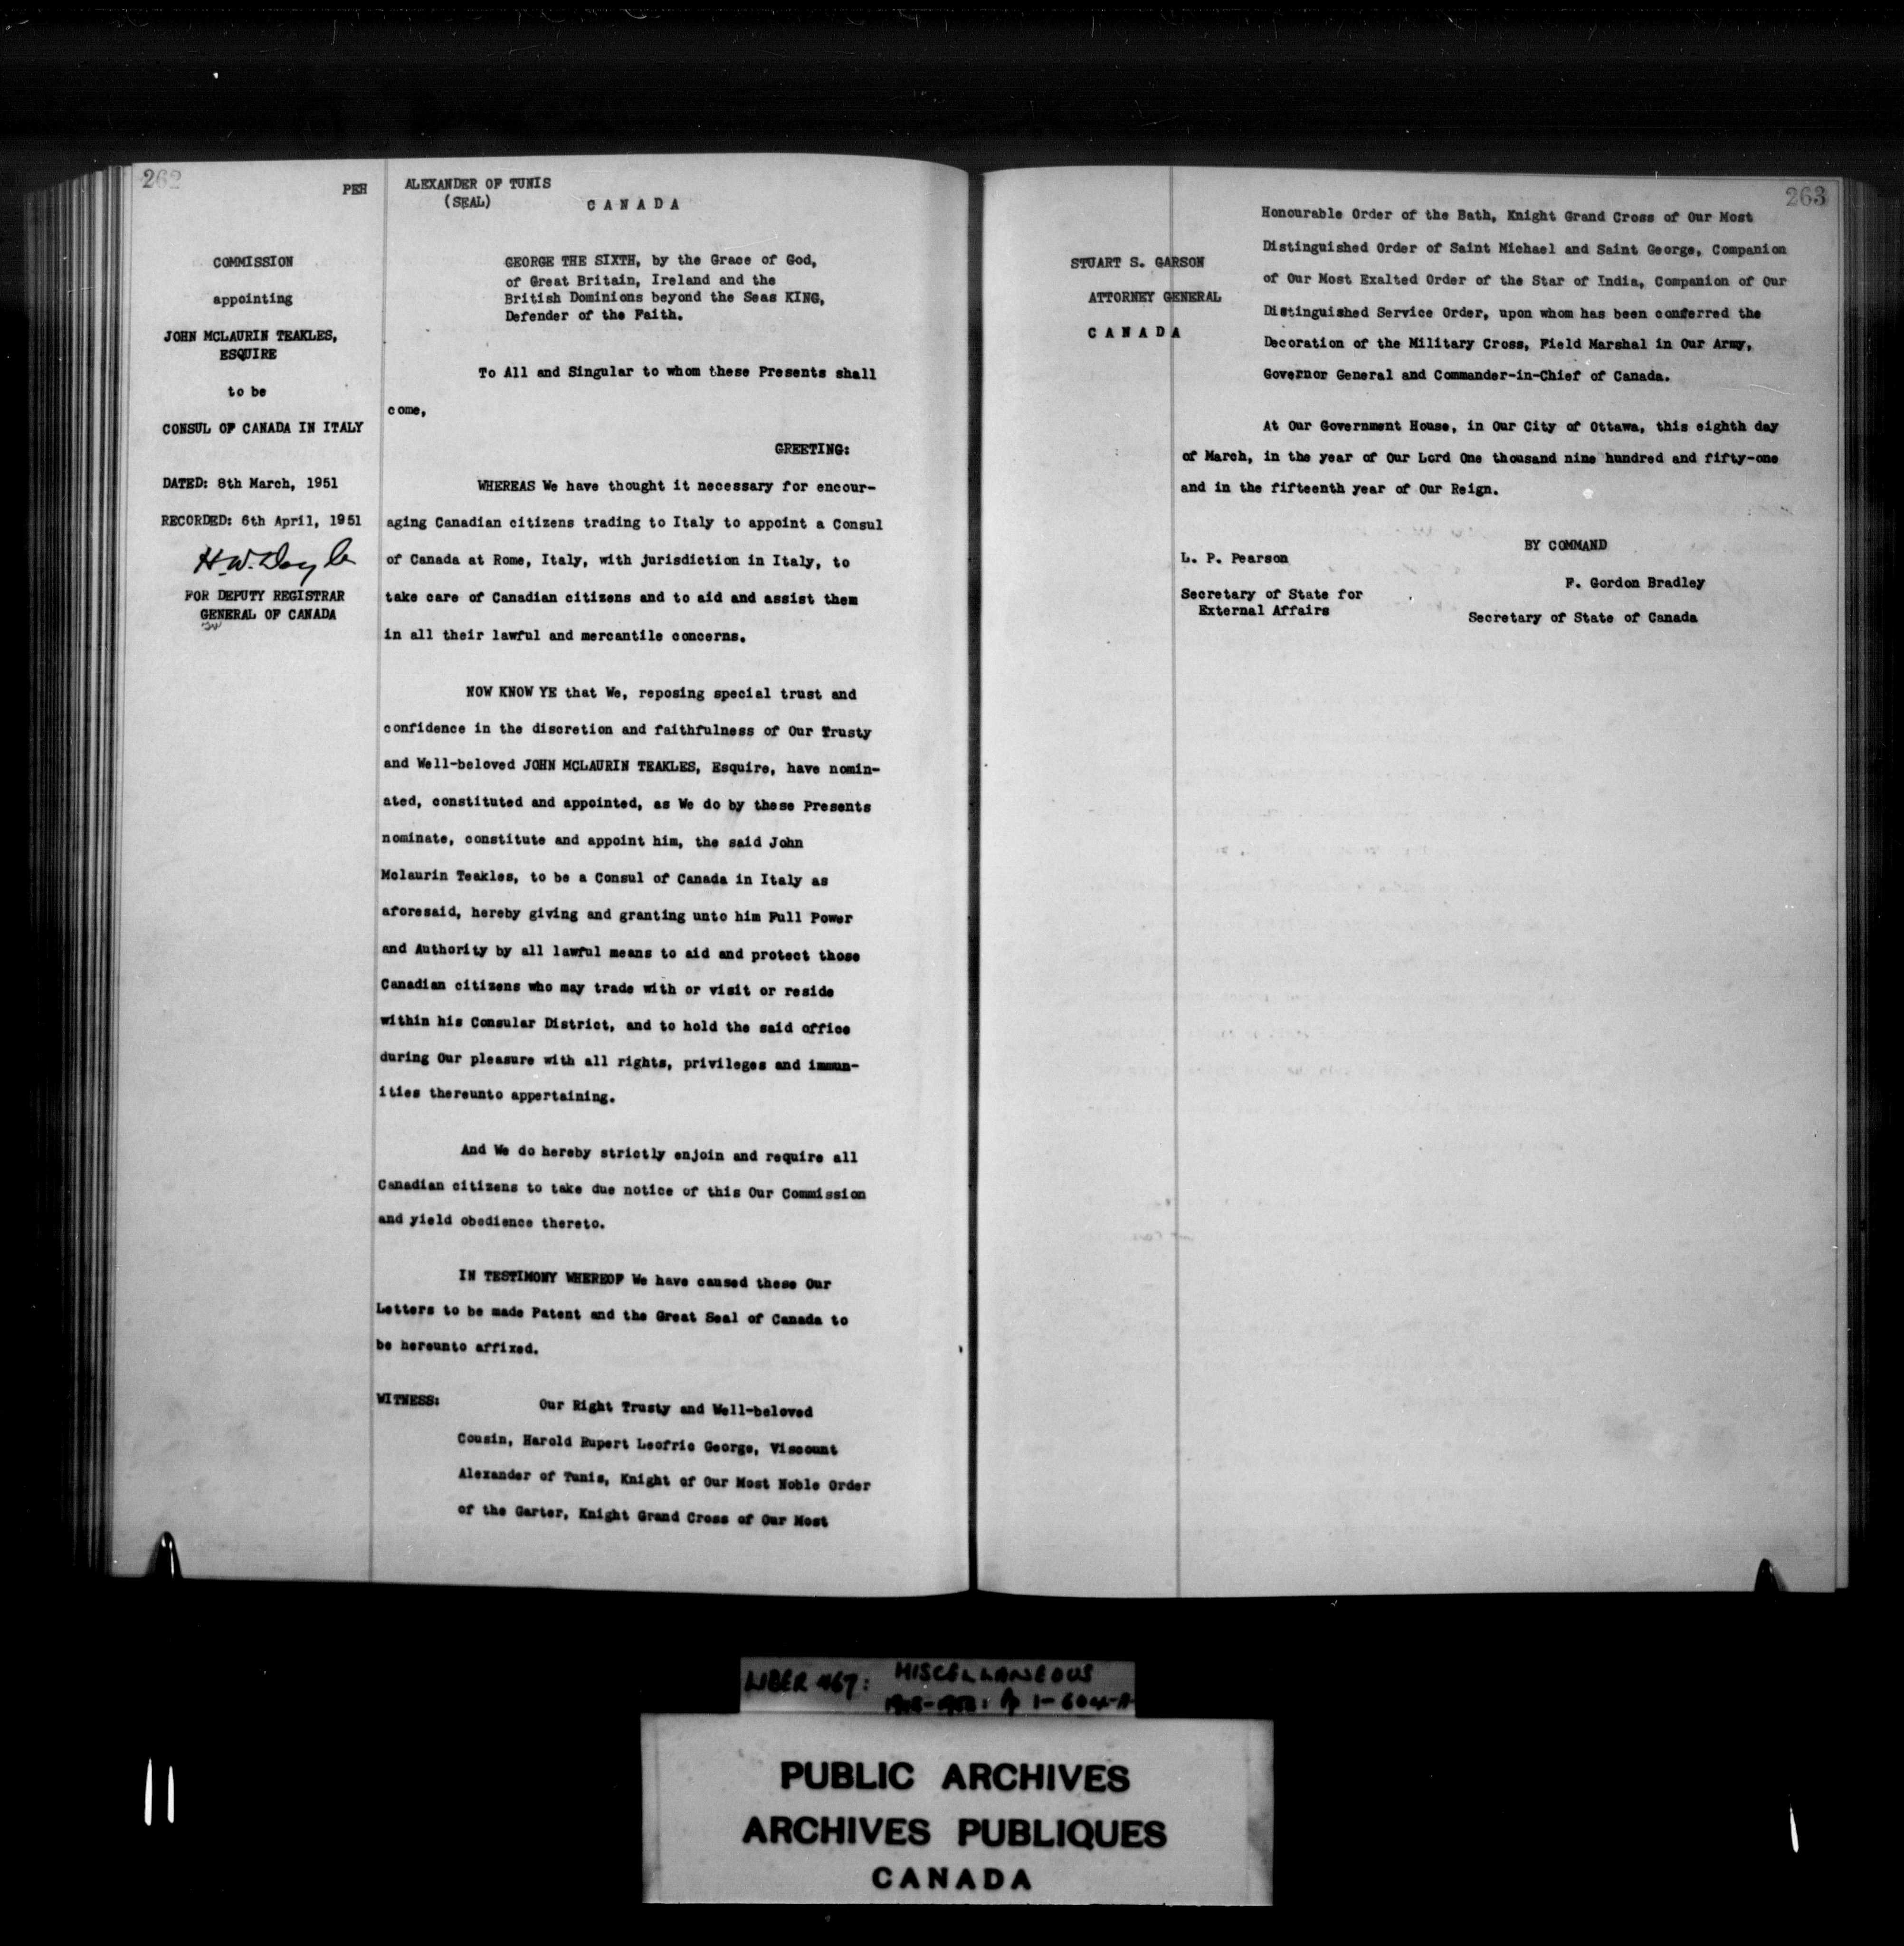 262
PEH
COMMISSION
appointing
JOHN MCLAURIN TEAKLES,
ESQUIRE
to be
CONSUL OF CANADA IN ITALY
DATED: 8th March, 1951
RECORDED: 6th April, 1951
H.W. Doyle
FOR DEPUTY REGISTRAR
GENERAL OF CANADA
ALEXANDER OF TUNIS
(SEAL)
C A N A D A
GEORGE THE SIXTH, by the Grace of God,
of Great Britain, Ireland and the
British Dominions beyond the Seas KING,
Defender of the Faith.
To All and Singular to whom these Presents shall
come,
GREETING:
WHEREAS We have thought it necessary for encour-
aging Canadian citizens trading to Italy to appoint a Consul
of Canada at Rome, Italy, with jurisdiction in Italy, to
take care of Canadian citizens and to aid and assist them
in all their lawful and mercantile concerns.
NOW KNOW YE that We, reposing special trust and
confidence in the discretion and faithfulness of Our Trusty
and Well-beloved JOHN MCLAURIN TEAKLES, Esquire, have nomin-
ated, constituted and appointed, as We do by these Presents
nominate, constitute and appoint him, the said John
Mclaurin Teakles, to be a Consul of Canada in Italy as
aforesaid, hereby giving and granting unto him Full Power
and Authority by all lawful means to aid and protect those
Canadian citizens who may trade with or visit or reside
within his Consular District, and to hold the said office
during Our pleasure with all rights, privileges and immun-
ities thereunto appertaining.
And We do hereby strictly enjoin and require all
Canadian citizens to take due notice of this Our Commission
and yield obedience thereto.
IN TESTIMONY WHEREOF We have caused these Our
Letters to be made Patent and the Great Seal of Canada to
be hereunto affixed.
WITNESS: Our Right Trusty and Well-beloved
Cousin, Harold Rupert Leofric George, Viscount
Alexander of Tunis, Knight of Our Most Noble Order
of the Garter, Knight Grand Cross of Our Most
263
STUART S. GARSON
ATTORNEY GENERAL
C A N A D A
Honourable Order of the Bath, Knight Grand Cross of Our Most
Distinguished Order of Saint Michael and Saint George, Companion
of Our Most Exalted Order of the Star of India, Companion of Our
Distinguished Service Order, upon whom has been conferred the
Decoration of the Military Cross, Field Marshal in Our Army,
Governor General and Commander-in-Chief of Canada.
At Our Government House, in Our City of Ottawa, this eighth day
of March, in the year of Our Lord One thousand nine hundred and fifty-one
and in the fifteenth year of Our Reign.
BY COMMAND
L. P. Pearson
F. Gordon Bradley
Secretary of State for
External Affairs
Secretary of State of Canada
LIBER 467: MISCELLANEOUS
1-604-A
PUBLIC ARCHIVES
ARCHIVES PUBLIQUES
CANADA